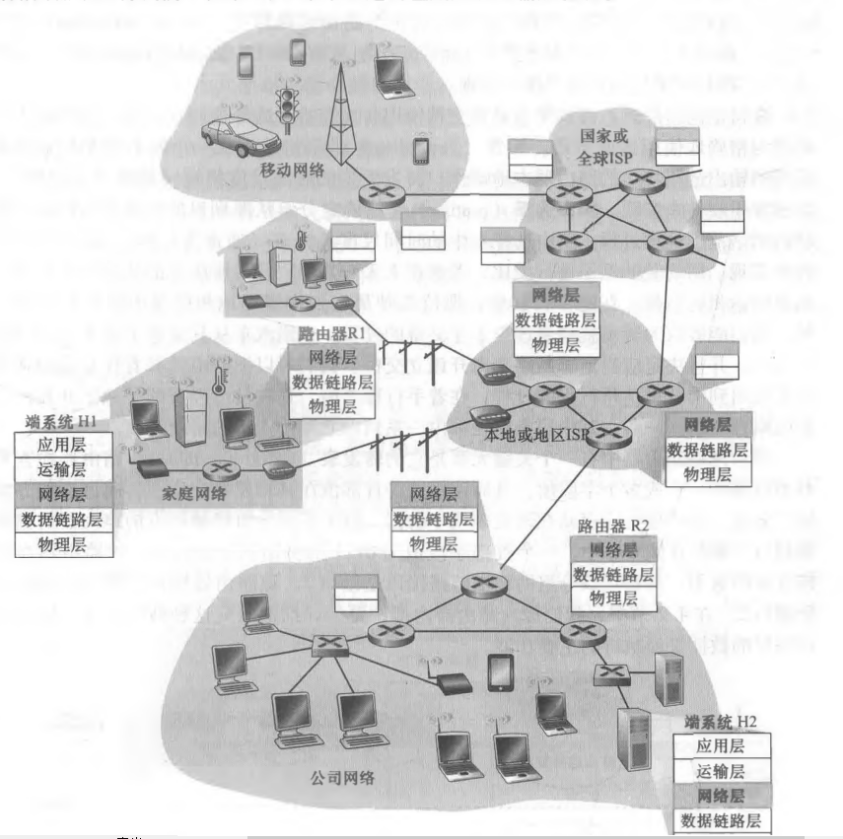 移动网络
国家或
全球ISP
网络层
数据链路层
物理层
路由器R1
网络层
数据链路层
物理层
端系统 H1
应用层
运输层
网络层
数据链路层
物理层
家庭网络
本地或地区ISP
网络层
数据链路层
物理层
网络层
数据链路层
物理层
路由器 R2
网络层
数据链路层
物理层
公司网络
端系统 H2
应用层
运输层
网络层
数据链路层